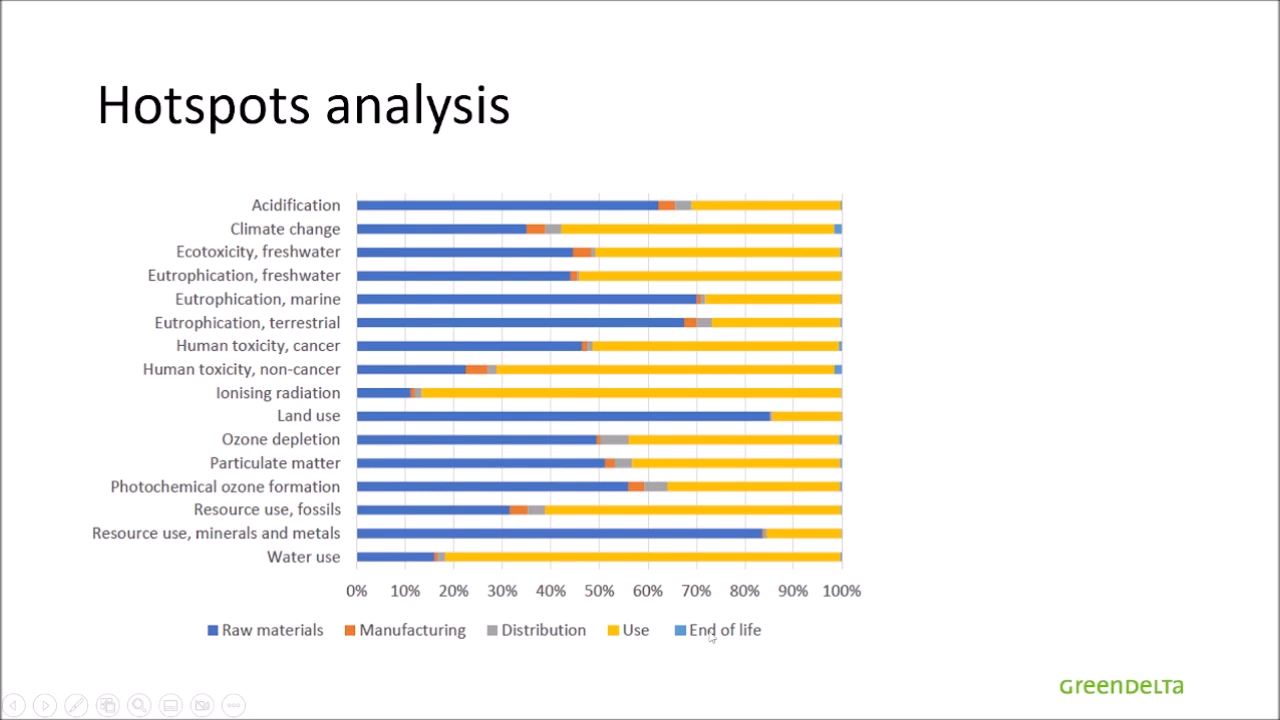 Hotspots analysis
Acidification
Climate change
Ecotoxicity, freshwater
Eutrophication, freshwater
Eutrophication, marine
Eutrophication, terrestrial
Human toxicity, cancer
Human toxicity, non-cancer
Ionising radiation
Land use
Ozone depletion
Particulate matter
Photochemical ozone formation
Resource use, fossils
Resource use, minerals and metals
Water use
0% 10% 20% 30% 40% 50% 60% 70% 80% 90% 100%
Raw materials Manufacturing Distribution Use End of life
GreenDelta